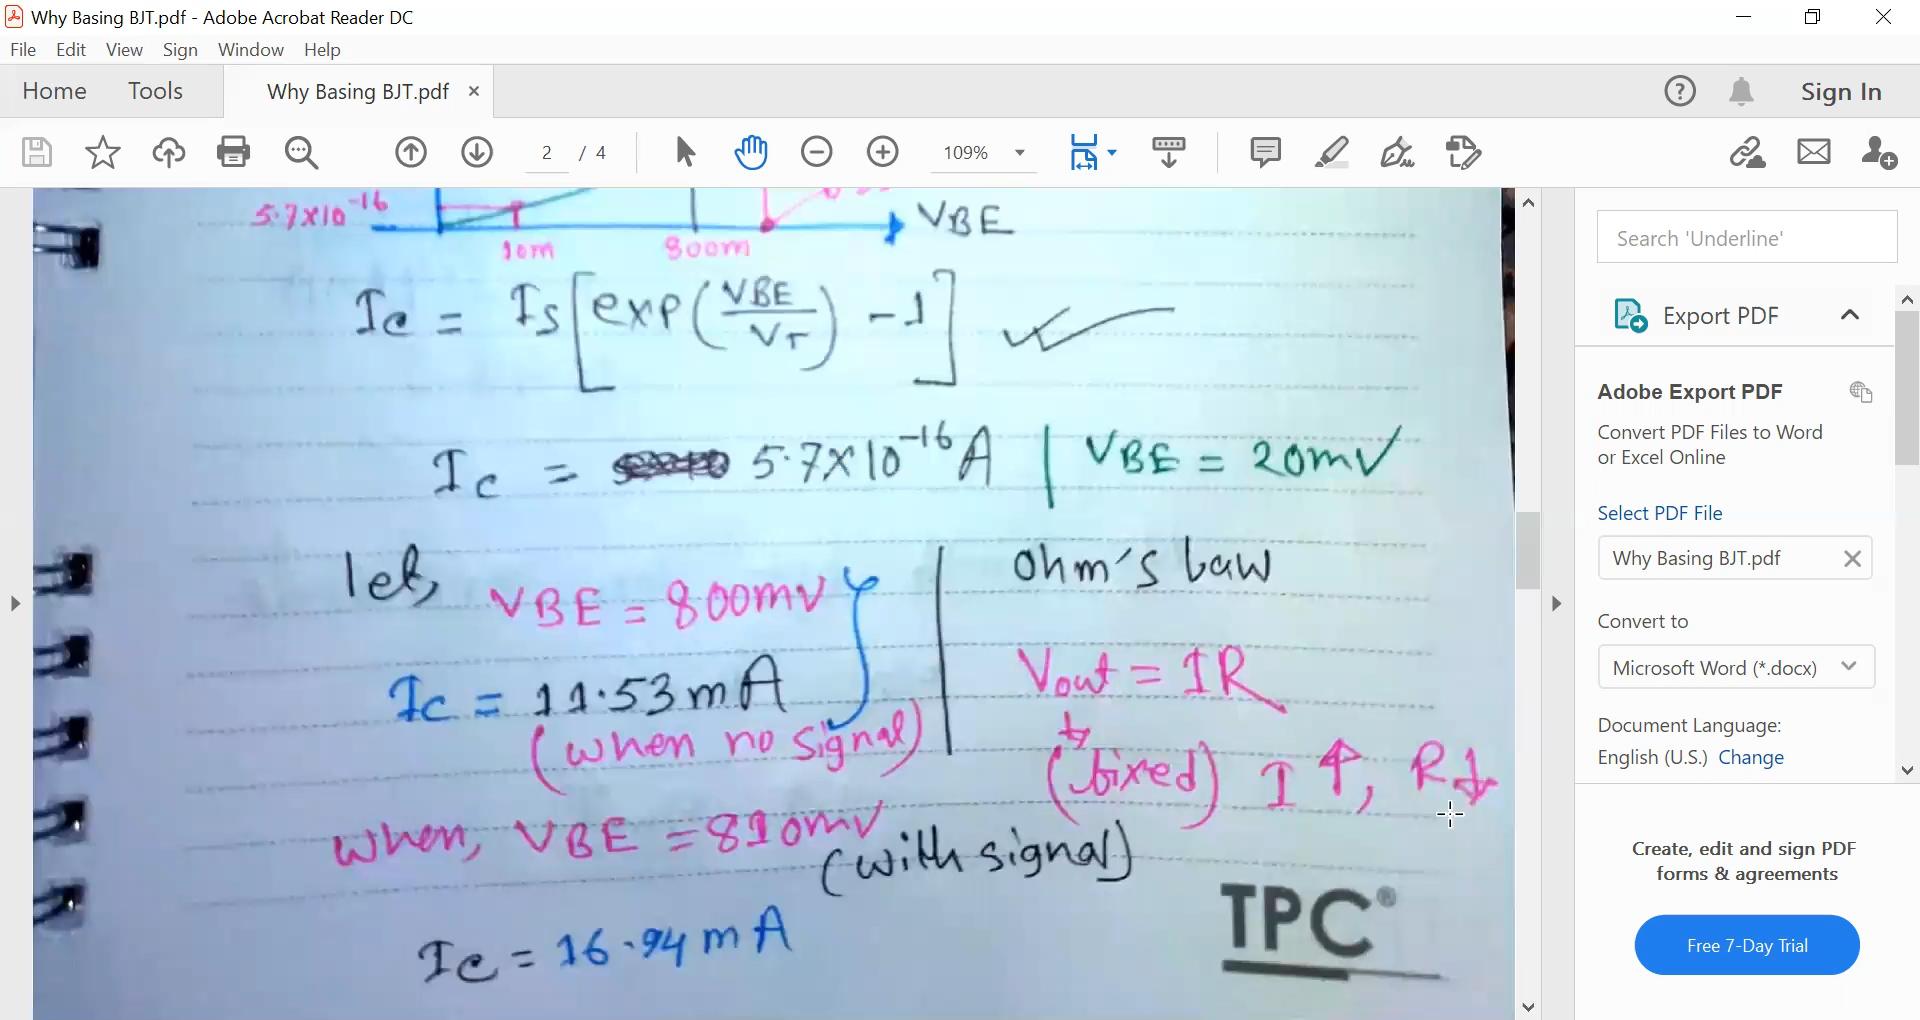 Why Basing BJT.pdf - Adobe Acrobat Reader DC
File Edit View Sign Window Help
Home Tools Why Basing BJT.pdf × Sign In
2 / 4 109%
5.7x10^-16
VBE
10m 800m
Ic = Is[exp(VBE/VT) -1]
Ic = 5.7x10^-16 A | VBE = 20mV
let, VBE = 800mV
Ic = 11.53mA
(when no signal)
when, VBE = 810mV
(with signal)
Ic = 16.94mA
Ohm's Law
Vout = IR
(fixed) I ↑, R↓
TPC®
Search 'Underline'
Export PDF
Adobe Export PDF
Convert PDF Files to Word
or Excel Online
Select PDF File
Why Basing BJT.pdf
Convert to
Microsoft Word (*.docx)
Document Language:
English (U.S.) Change
Create, edit and sign PDF
forms & agreements
Free 7-Day Trial